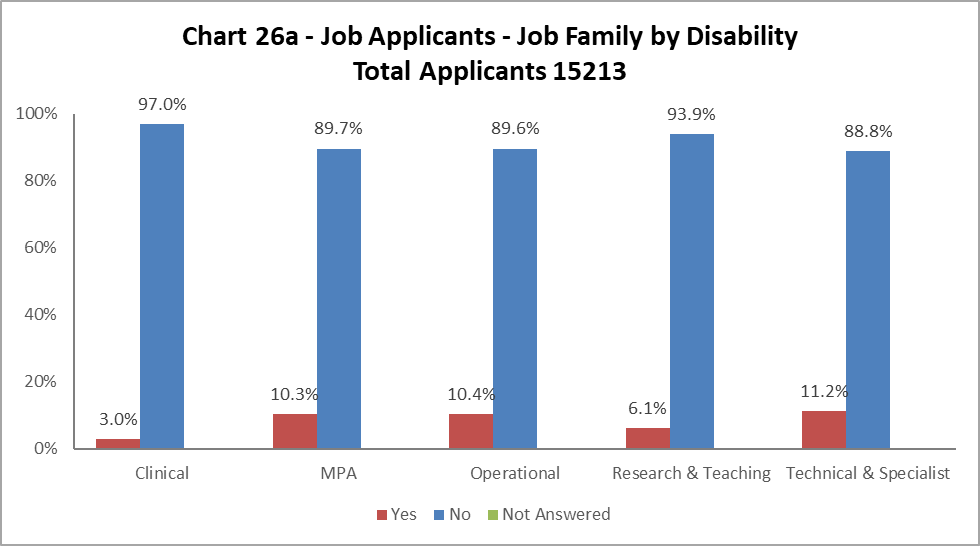 Chart 26a - Job Applicants - Job Family by Disability
Total Applicants 15213
100%
80%
60%
40%
20%
0%
3.0%
97.0%
10.3%
89.7%
10.4%
89.6%
6.1%
93.9%
11.2%
88.8%
Clinical
MPA
Operational
Research & Teaching
Technical & Specialist
Yes
No
Not Answered